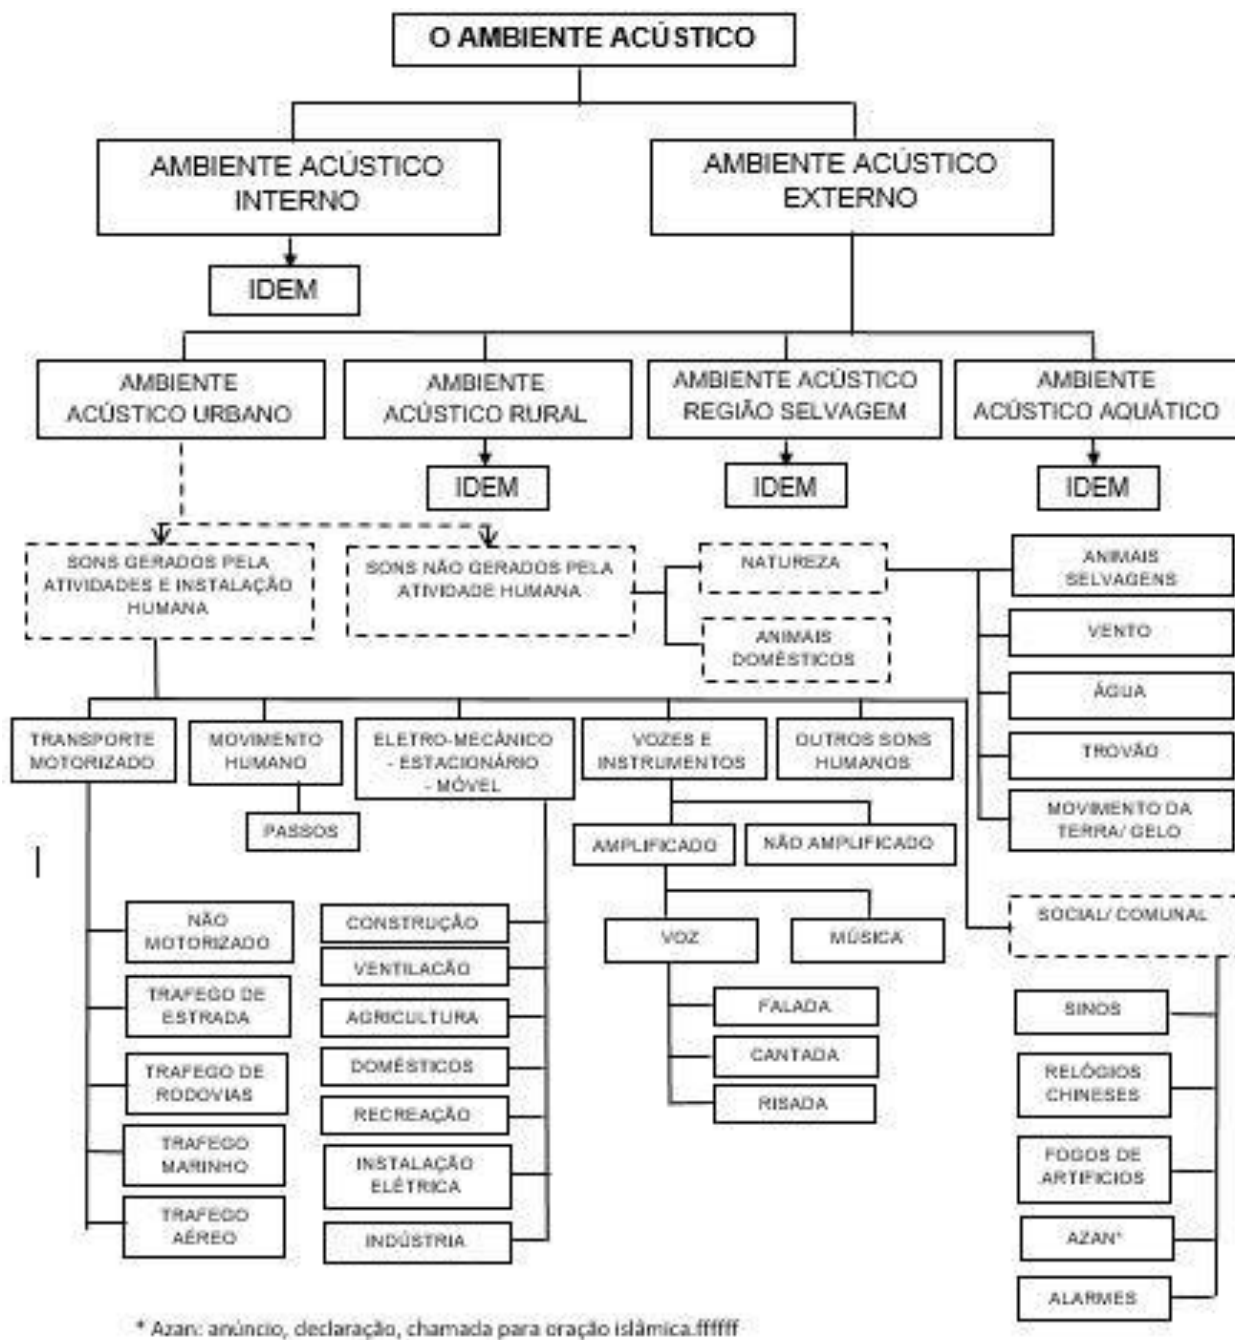 O AMBIENTE ACÚSTICO
AMBIENTE ACÚSTICO
INTERNO
AMBIENTE ACÚSTICO
EXTERNO
IDEM
AMBIENTE
ACÚSTICO URBANO
AMBIENTE
ACÚSTICO RURAL
AMBIENTE ACÚSTICO
REGIÃO SELVAGEM
AMBIENTE
ACÚSTICO AQUÁTICO
IDEM
IDEM
IDEM
SONS GERADOS PELA
ATIVIDADES E INSTALAÇÃO
HUMANA
SONS NÃO GERADOS PELA
ATIVIDADE HUMANA
NATUREZA
ANIMAIS
DOMÉSTICOS
ANIMAIS
SELVAGENS
VENTO
ÁGUA
TROVÃO
MOVIMENTO DA
TERRA/ GELO
TRANSPORTE
MOTORIZADO
MOVIMENTO
HUMANO
ELETRO-MECÂNICO
- ESTACIONÁRIO
- MÓVEL
VOZES E
INSTRUMENTOS
OUTROS SONS
HUMANOS
PASSOS
AMPLIFICADO
NÃO AMPLIFICADO
NÃO
MOTORIZADO
TRAFEGO DE
ESTRADA
TRAFEGO DE
RODOVIAS
TRAFEGO
MARINHO
TRAFEGO
AÉREO
CONSTRUÇÃO
VENTILAÇÃO
AGRICULTURA
DOMÉSTICOS
RECREAÇÃO
INSTALAÇÃO
ELÉTRICA
INDÚSTRIA
VOZ
MÚSICA
FALADA
CANTADA
RISADA
SOCIAL/ COMUNAL
SINOS
RELÓGIOS
CHINESES
FOGOS DE
ARTIFICIOS
AZAN*
ALARMES
* Azan: anúncio, declaração, chamada para oração islâmica.ffffff